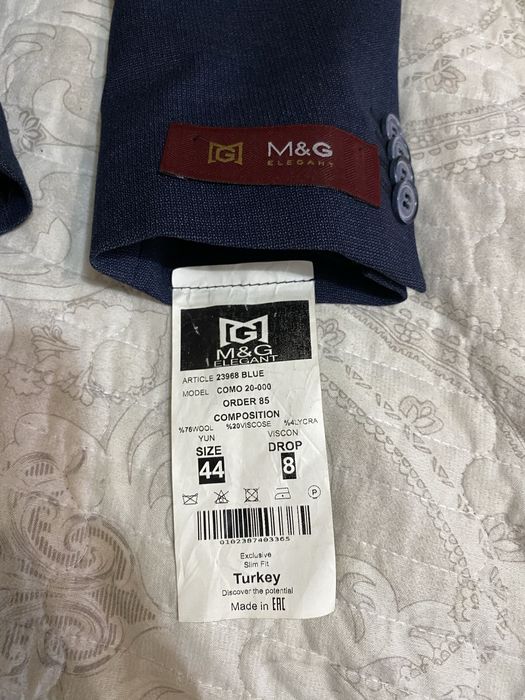 M&G
ELEGANT
M&G
ELEGANT
ARTICLE 23968 BLUE
MODEL COMO 20-000
ORDER 85
COMPOSITION
%76WOOL %20VISCOSE %4LYCRA
YUN VISCON
SIZE DROP
44 8
P
0102387403365
Exclusive
Slim Fit
Turkey
Discover the potential
Made in EAC